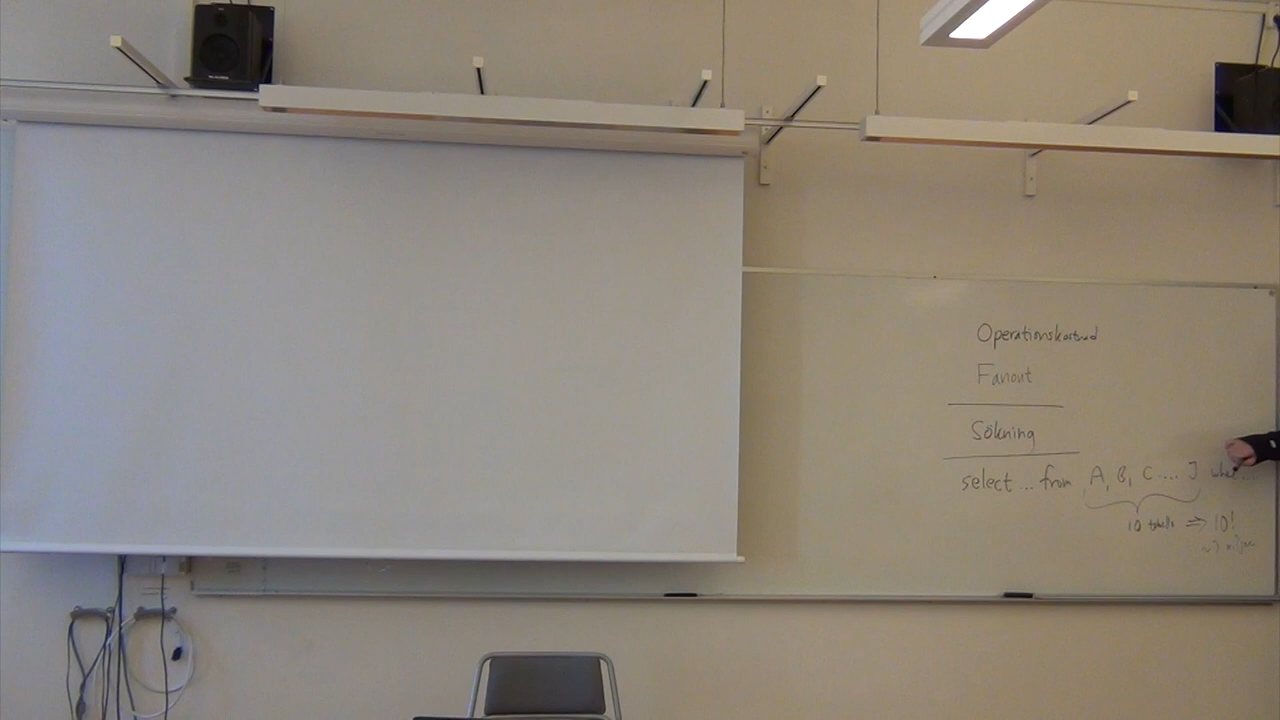 Operationskostnad
Fanout
Sökning
select ... from A, B, C .... J
10 tabeller => 10!